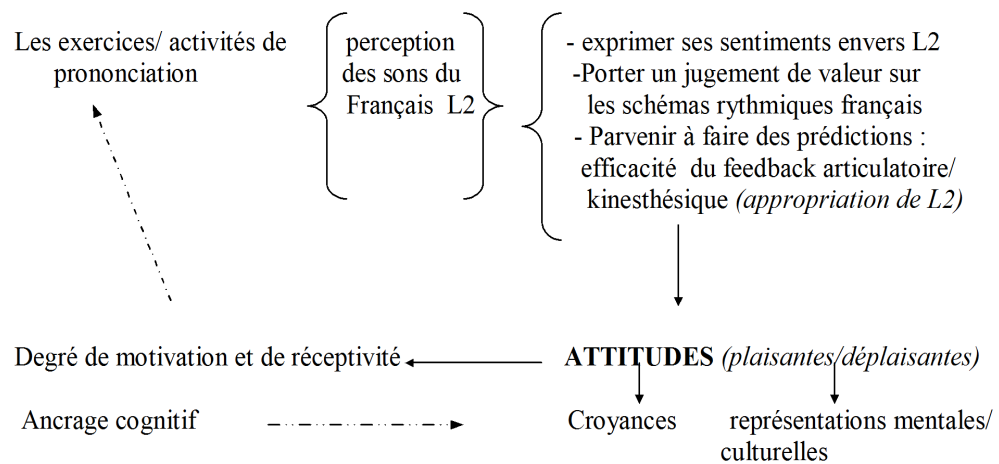 Les exercices/ activités de
prononciation
perception
des sons du
Français L2
- exprimer ses sentiments envers L2
-Porter un jugement de valeur sur
les schémas rythmiques français
- Parvenir à faire des prédictions :
efficacité du feedback articulatoire/
kinesthésique (appropriation de L2)
Degré de motivation et de réceptivité
ATTITUDES (plaisantes/déplaisantes)
Ancrage cognitif
Croyances
représentations mentales/
culturelles